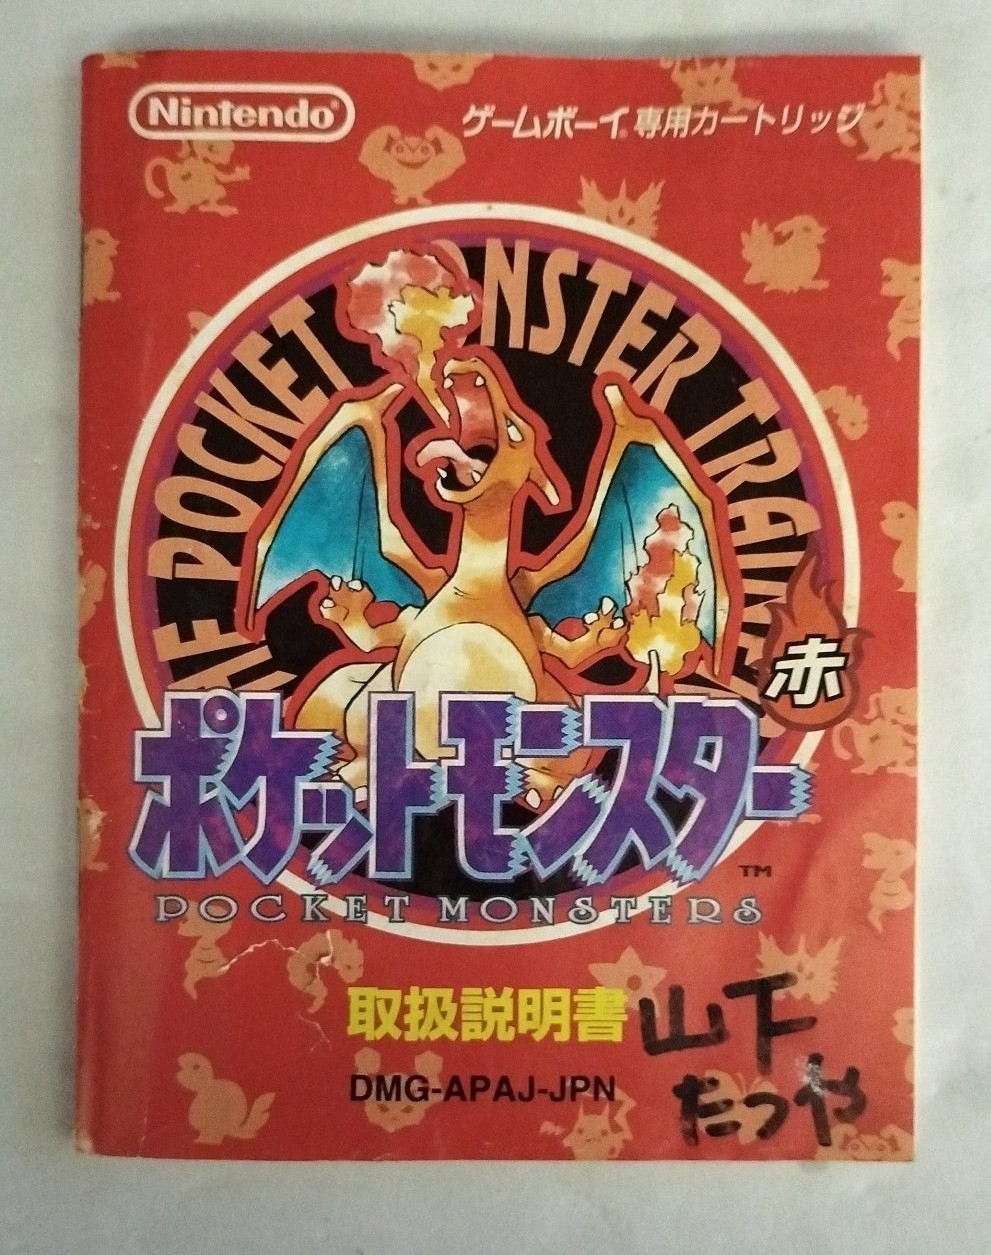 Nintendo®
ゲームボーイ®専用カートリッジ
THE POCKET MONSTER TRAINER
赤
ポケットモンスター
TM
POCKET MONSTERS
取扱説明書
山下
たつや
DMG-APAJ-JPN